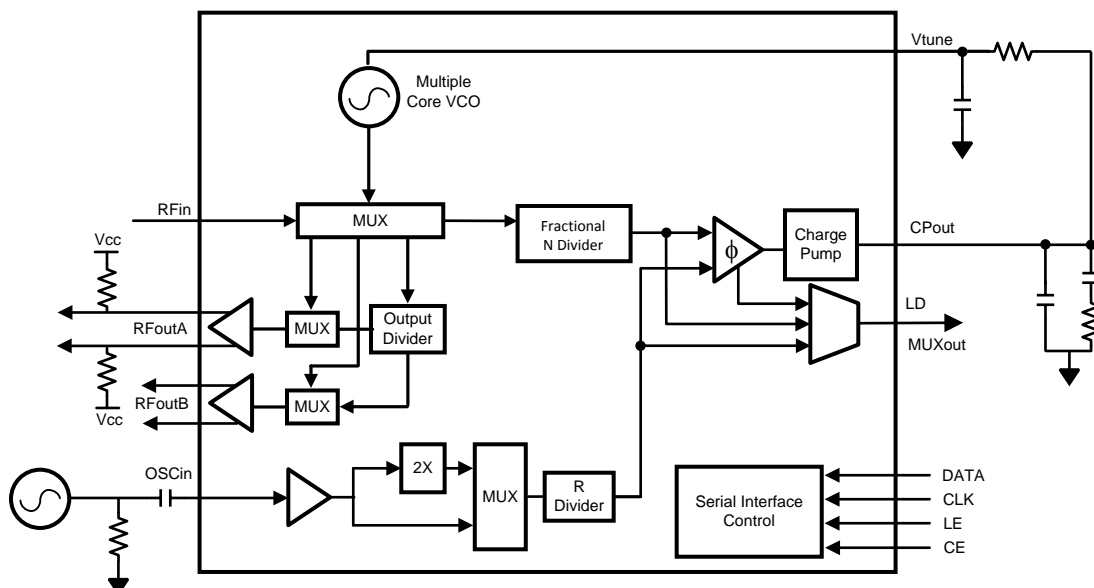 Vtune
Multiple
Core VCO
RFin
MUX
Fractional
N Divider
ϕ
Charge
Pump
CPout
Vcc
LD
MUXout
RFoutA
MUX
Output
Divider
Vcc
RFoutB
MUX
OSCin
2X
MUX
R
Divider
Serial Interface
Control
DATA
CLK
LE
CE